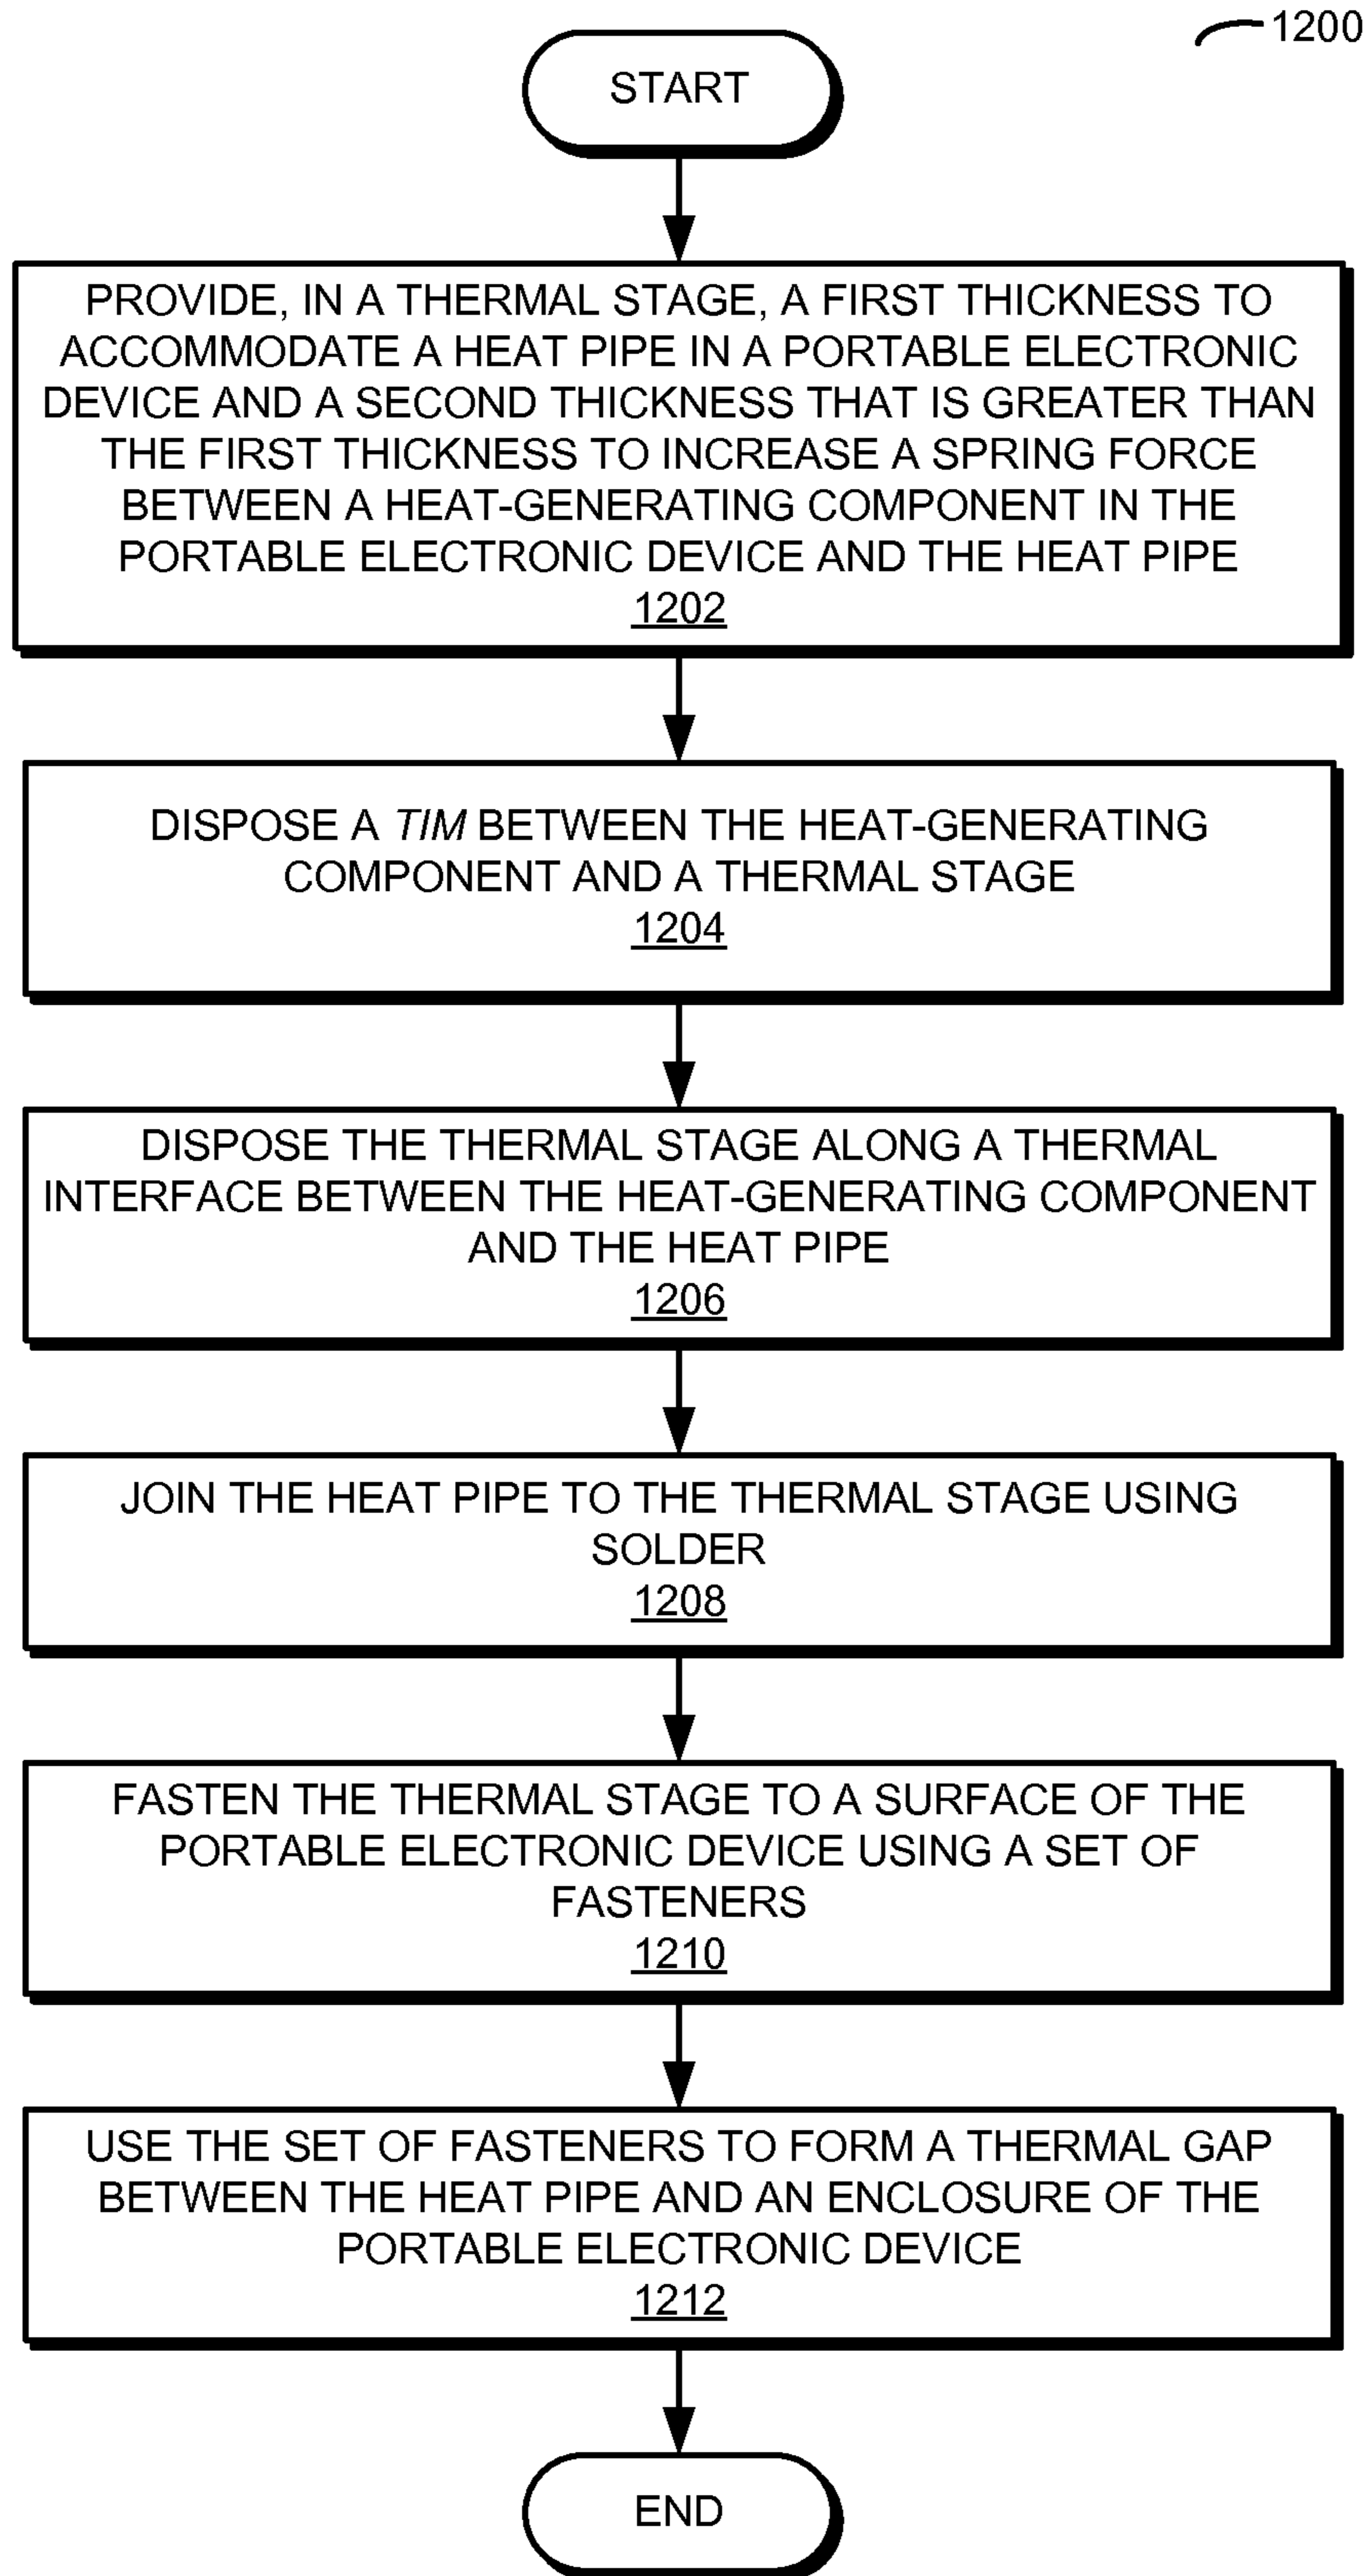 1200
START
PROVIDE, IN A THERMAL STAGE, A FIRST THICKNESS TO
ACCOMMODATE A HEAT PIPE IN A PORTABLE ELECTRONIC
DEVICE AND A SECOND THICKNESS THAT IS GREATER THAN
THE FIRST THICKNESS TO INCREASE A SPRING FORCE
BETWEEN A HEAT-GENERATING COMPONENT IN THE
PORTABLE ELECTRONIC DEVICE AND THE HEAT PIPE
1202
DISPOSE A TIM BETWEEN THE HEAT-GENERATING
COMPONENT AND A THERMAL STAGE
1204
DISPOSE THE THERMAL STAGE ALONG A THERMAL
INTERFACE BETWEEN THE HEAT-GENERATING COMPONENT
AND THE HEAT PIPE
1206
JOIN THE HEAT PIPE TO THE THERMAL STAGE USING
SOLDER
1208
FASTEN THE THERMAL STAGE TO A SURFACE OF THE
PORTABLE ELECTRONIC DEVICE USING A SET OF
FASTENERS
1210
USE THE SET OF FASTENERS TO FORM A THERMAL GAP
BETWEEN THE HEAT PIPE AND AN ENCLOSURE OF THE
PORTABLE ELECTRONIC DEVICE
1212
END